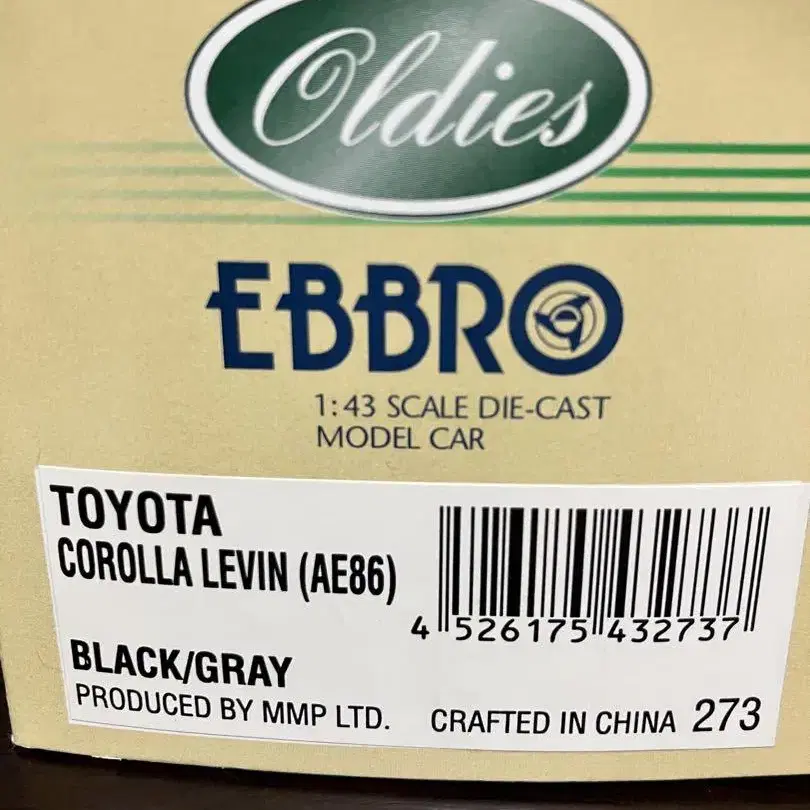 Oldies
EBBRO
1:43 SCALE DIE-CAST
MODEL CAR
TOYOTA
COROLLA LEVIN (AE86)
4 526175 432737
BLACK/GRAY
PRODUCED BY MMP LTD.
CRAFTED IN CHINA 273